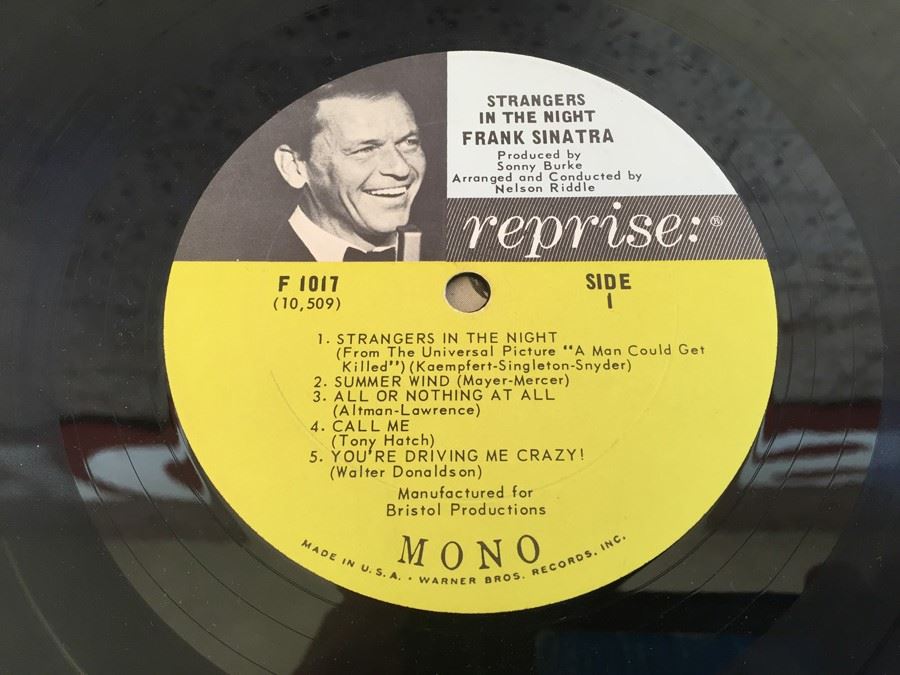 STRANGERS
IN THE NIGHT
FRANK SINATRA
Produced by
Sonny Burke
Arranged and Conducted by
Nelson Riddle
reprise:®
F 1017
(10,509)
SIDE
1
1. STRANGERS IN THE NIGHT
(From The Universal Picture "A Man Could Get
Killed") (Kaempfert-Singleton-Snyder)
2. SUMMER WIND (Mayer-Mercer)
3. ALL OR NOTHING AT ALL
(Altman-Lawrence)
4. CALL ME
(Tony Hatch)
5. YOU'RE DRIVING ME CRAZY!
(Walter Donaldson)
Manufactured for
Bristol Productions
MONO
MADE IN U.S.A. • WARNER BROS. RECORDS, INC.